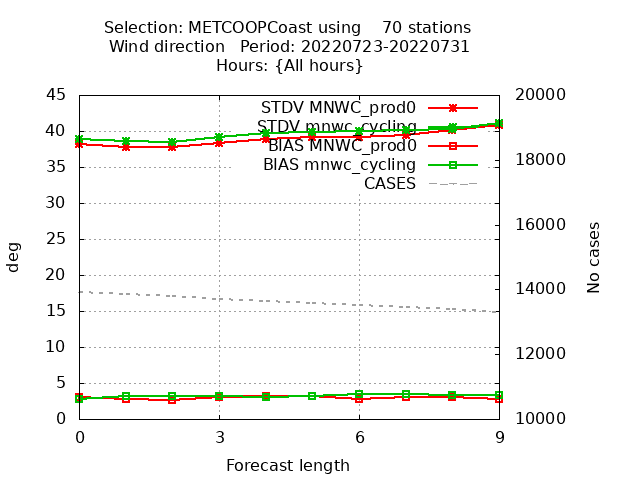 Selection: METCOOPCoast using    70 stations
Wind direction   Period: 20220723-20220731
Hours: {All hours}
STDV MNWC_prod0
STDV mnwc_cycling
BIAS MNWC_prod0
BIAS mnwc_cycling
CASES
deg
45
40
35
30
25
20
15
10
5
0
20000
18000
16000
14000
12000
10000
No cases
0 3 6 9
Forecast length